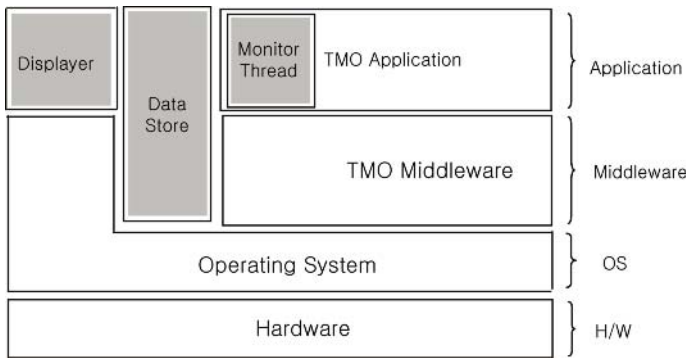 Displayer
Data
Store
Monitor
Thread
TMO Application
Application
TMO Middleware
Middleware
Operating System
OS
Hardware
H/W